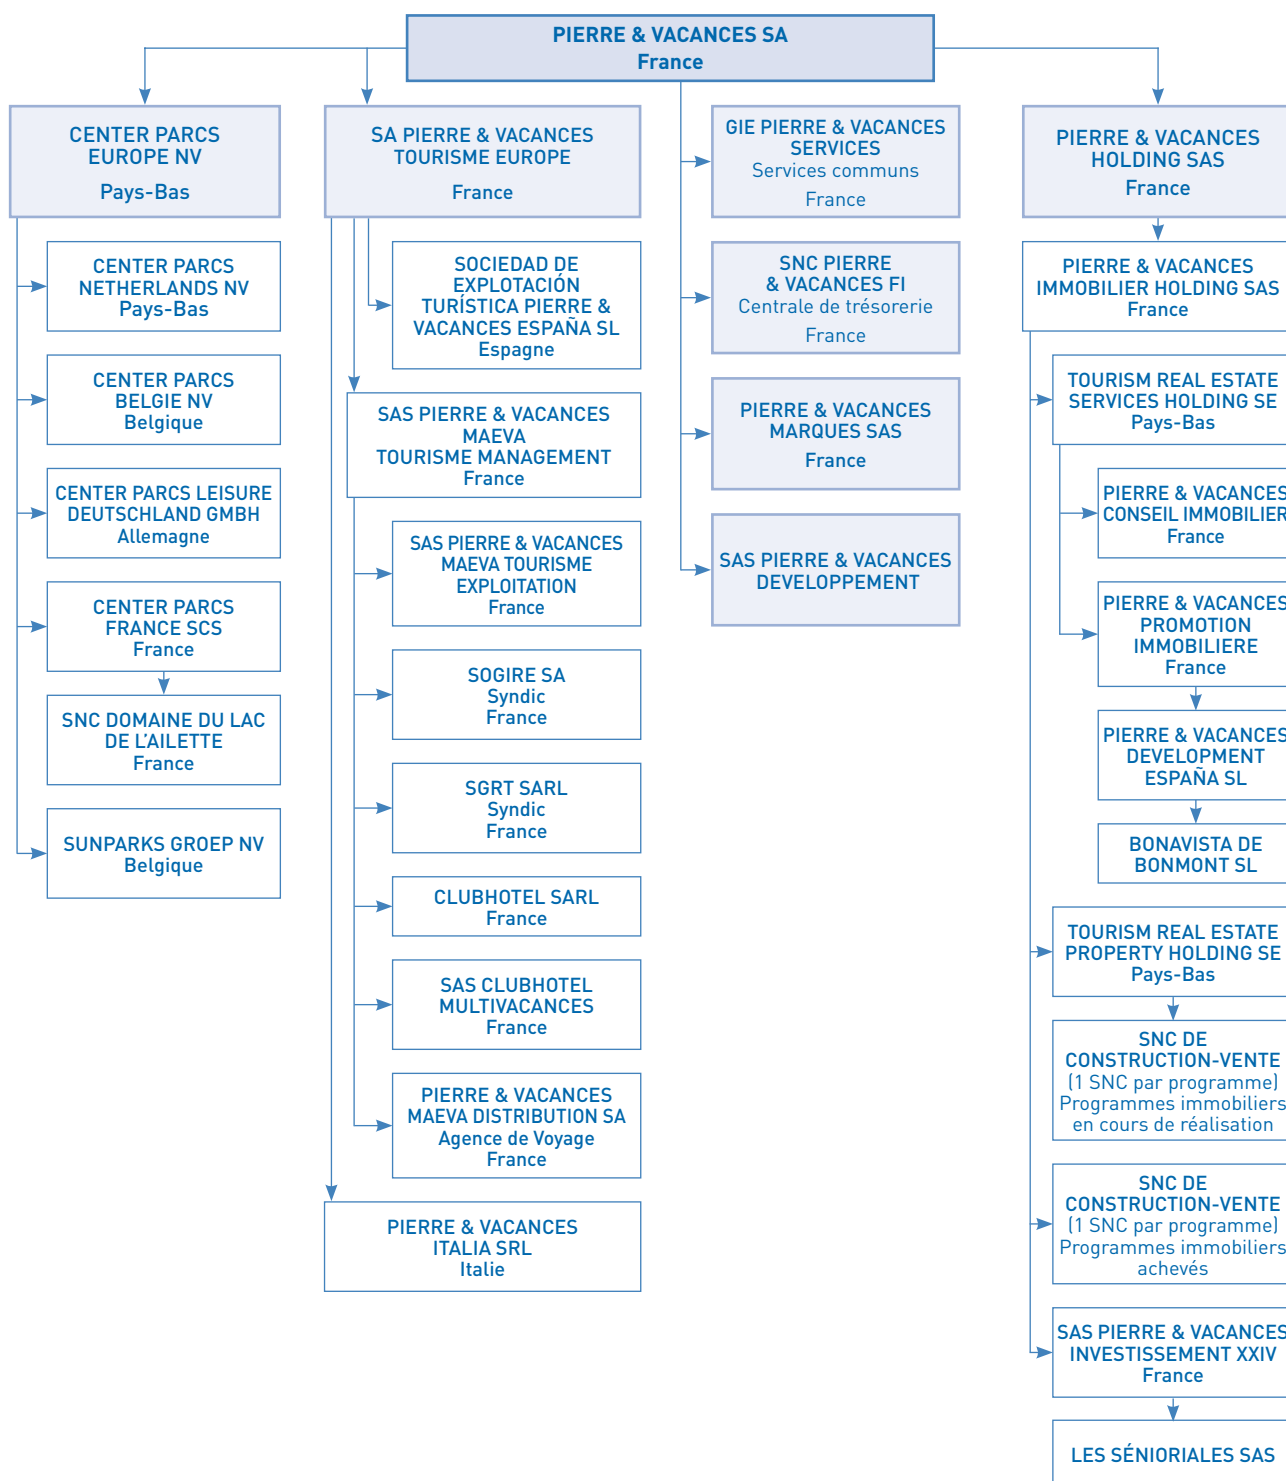 PIERRE & VACANCES SA
France
CENTER PARCS
EUROPE NV
Pays-Bas
CENTER PARCS
NETHERLANDS NV
Pays-Bas
CENTER PARCS
BELGIE NV
Belgique
CENTER PARCS LEISURE
DEUTSCHLAND GMBH
Allemagne
CENTER PARCS
FRANCE SCS
France
SNC DOMAINE DU LAC
DE L'AILETTE
France
SUNPARKS GROEP NV
Belgique
SA PIERRE & VACANCES
TOURISME EUROPE
France
SOCIEDAD DE
EXPLOTACIÓN
TURÍSTICA PIERRE &
VACANCES ESPAÑA SL
Espagne
SAS PIERRE & VACANCES
MAEVA
TOURISME MANAGEMENT
France
SAS PIERRE & VACANCES
MAEVA TOURISME
EXPLOITATION
France
SOGIRE SA
Syndic
France
SGRT SARL
Syndic
France
CLUBHOTEL SARL
France
SAS CLUBHOTEL
MULTIVACANCES
France
PIERRE & VACANCES
MAEVA DISTRIBUTION SA
Agence de Voyage
France
PIERRE & VACANCES
ITALIA SRL
Italie
GIE PIERRE & VACANCES
SERVICES
Services communs
France
SNC PIERRE
& VACANCES FI
Centrale de trésorerie
France
PIERRE & VACANCES
MARQUES SAS
France
SAS PIERRE & VACANCES
DEVELOPPEMENT
PIERRE & VACANCES
HOLDING SAS
France
PIERRE & VACANCES
IMMOBILIER HOLDING SAS
France
TOURISM REAL ESTATE
SERVICES HOLDING SE
Pays-Bas
PIERRE & VACANCES
CONSEIL IMMOBILIER
France
PIERRE & VACANCES
PROMOTION
IMMOBILIERE
France
PIERRE & VACANCES
DEVELOPMENT
ESPAÑA SL
BONAVISTA DE
BONMONT SL
TOURISM REAL ESTATE
PROPERTY HOLDING SE
Pays-Bas
SNC DE
CONSTRUCTION-VENTE
(1 SNC par programme)
Programmes immobiliers
en cours de réalisation
SNC DE
CONSTRUCTION-VENTE
(1 SNC par programme)
Programmes immobiliers
achevés
SAS PIERRE & VACANCES
INVESTISSEMENT XXIV
France
LES SÉNIORIALES SAS